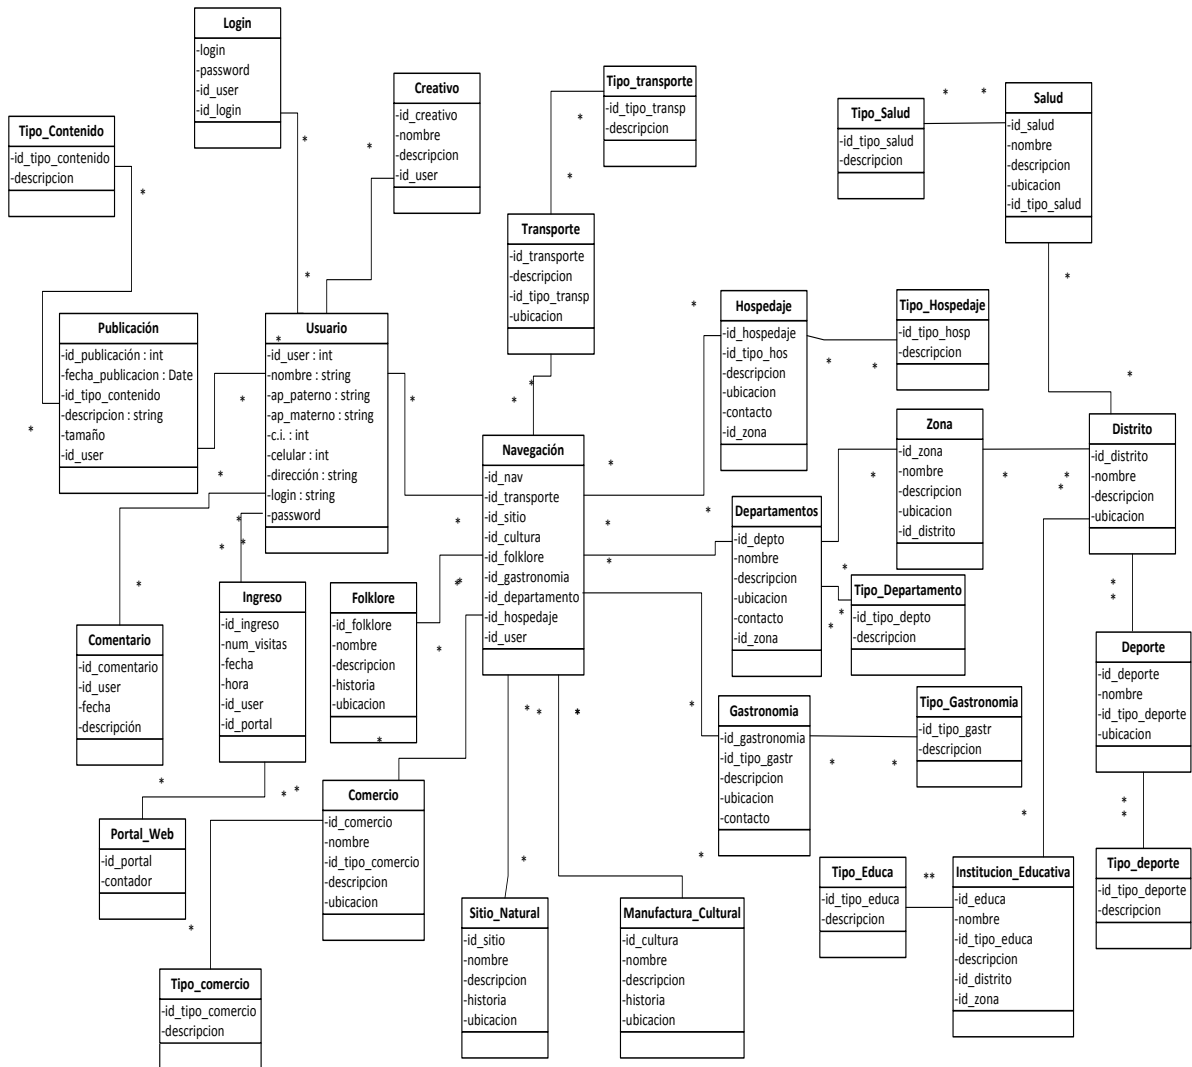 Login
-login
-password
-id_user
-id_login
Creativo
-id_creativo
-nombre
-descripcion
-id_user
Tipo_transporte
-id_tipo_transp
-descripcion
Tipo_Salud
-id_tipo_salud
-descripcion
Salud
-id_salud
-nombre
-descripcion
-ubicacion
-id_tipo_salud
Tipo_Contenido
-id_tipo_contenido
-descripcion
Transporte
-id_transporte
-descripcion
-id_tipo_transp
-ubicacion
Publicación
-id_publicación : int
-fecha_publicacion : Date
-id_tipo_contenido
-descripcion : string
-tamaño
-id_user
Usuario
-id_user : int
-nombre : string
-ap_paterno : string
-ap_materno : string
-c.i. : int
-celular : int
-dirección : string
-login : string
-password
Hospedaje
-id_hospedaje
-id_tipo_hos
-descripcion
-ubicacion
-contacto
-id_zona
Tipo_Hospedaje
-id_tipo_hosp
-descripcion
Navegación
-id_nav
-id_transporte
-id_sitio
-id_cultura
-id_folklore
-id_gastronomia
-id_departamento
-id_hospedaje
-id_user
Zona
-id_zona
-nombre
-descripcion
-ubicacion
-id_distrito
Distrito
-id_distrito
-nombre
-descripcion
-ubicacion
Departamentos
-id_depto
-nombre
-descripcion
-ubicacion
-contacto
-id_zona
Tipo_Departamento
-id_tipo_depto
-descripcion
Comentario
-id_comentario
-id_user
-fecha
-descripción
Ingreso
-id_ingreso
-num_visitas
-fecha
-hora
-id_user
-id_portal
Folklore
-id_folklore
-nombre
-descripcion
-historia
-ubicacion
Deporte
-id_deporte
-nombre
-id_tipo_deporte
-ubicacion
Gastronomia
-id_gastronomia
-id_tipo_gastr
-descripcion
-ubicacion
-contacto
Tipo_Gastronomia
-id_tipo_gastr
-descripcion
Portal_Web
-id_portal
-contador
Comercio
-id_comercio
-nombre
-id_tipo_comercio
-descripcion
-ubicacion
Tipo_Educa
-id_tipo_educa
-descripcion
Institucion_Educativa
-id_educa
-nombre
-id_tipo_educa
-descripcion
-id_distrito
-id_zona
Tipo_deporte
-id_tipo_deporte
-descripcion
Tipo_comercio
-id_tipo_comercio
-descripcion
Sitio_Natural
-id_sitio
-nombre
-descripcion
-historia
-ubicacion
Manufactura_Cultural
-id_cultura
-nombre
-descripcion
-historia
-ubicacion